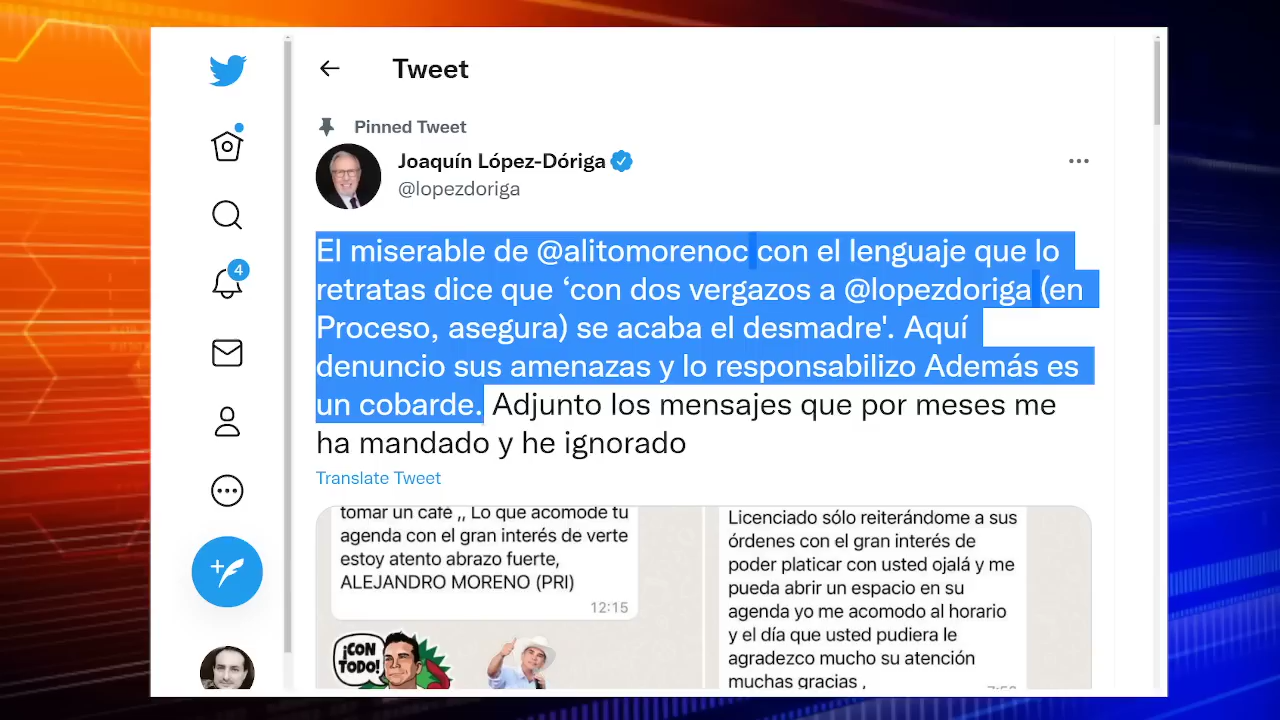 Tweet
Pinned Tweet
Joaquín López-Dóriga
@lopezdoriga
El miserable de @alitomorenoc con el lenguaje que lo
retratas dice que ‘con dos vergazos a @lopezdoriga (en
Proceso, asegura) se acaba el desmadre'. Aquí
denuncio sus amenazas y lo responsabilizo Además es
un cobarde. Adjunto los mensajes que por meses me
ha mandado y he ignorado
Translate Tweet
4
tomar un cafe ,, Lo que acomode tu
agenda con el gran interés de verte
estoy atento abrazo fuerte,
ALEJANDRO MORENO (PRI)
12:15
¡CON
TODO!
Licenciado sólo reiterándome a sus
órdenes con el gran interés de
poder platicar con usted ojalá y me
pueda abrir un espacio en su
agenda yo me acomodo al horario
y el día que usted pudiera le
agradezco mucho su atención
muchas gracias ,